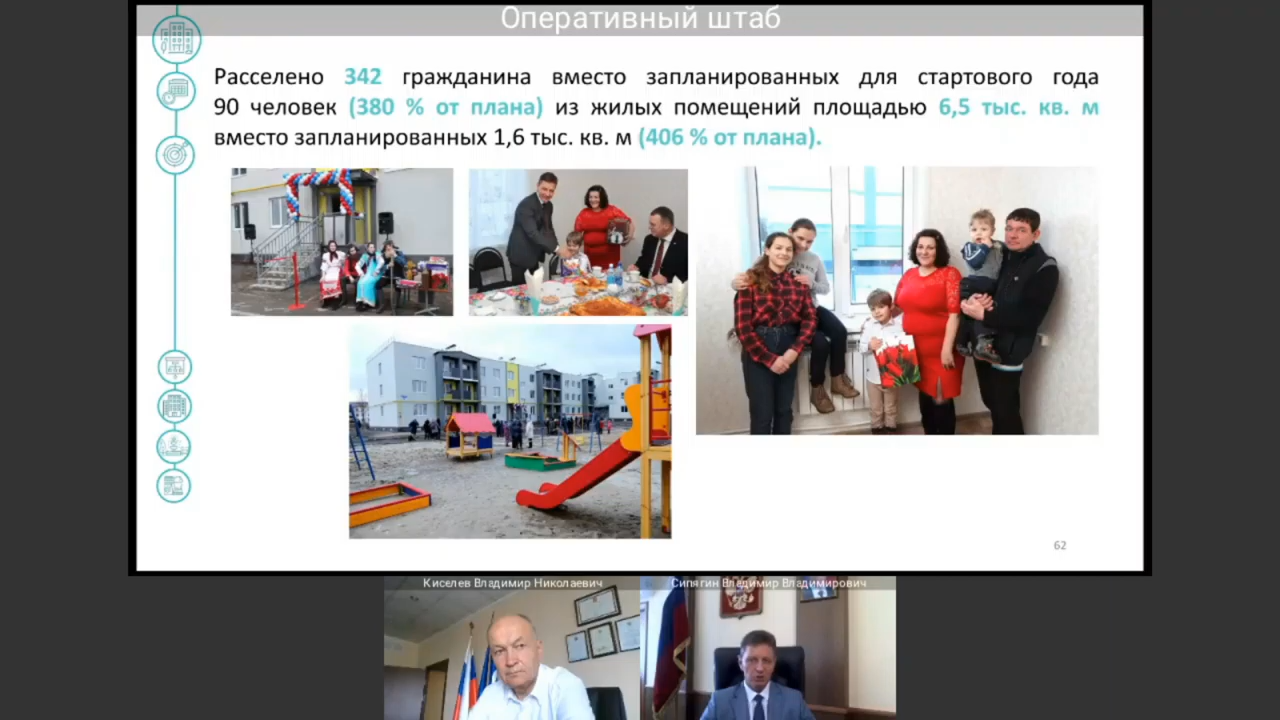 Оперативный штаб
Расселено 342 гражданина вместо запланированных для стартового года
90 человек (380 % от плана) из жилых помещений площадью 6,5 тыс. кв. м
вместо запланированных 1,6 тыс. кв. м (406 % от плана).
62
Киселев Владимир Николаевич
Сипягин Владимир Владимирович